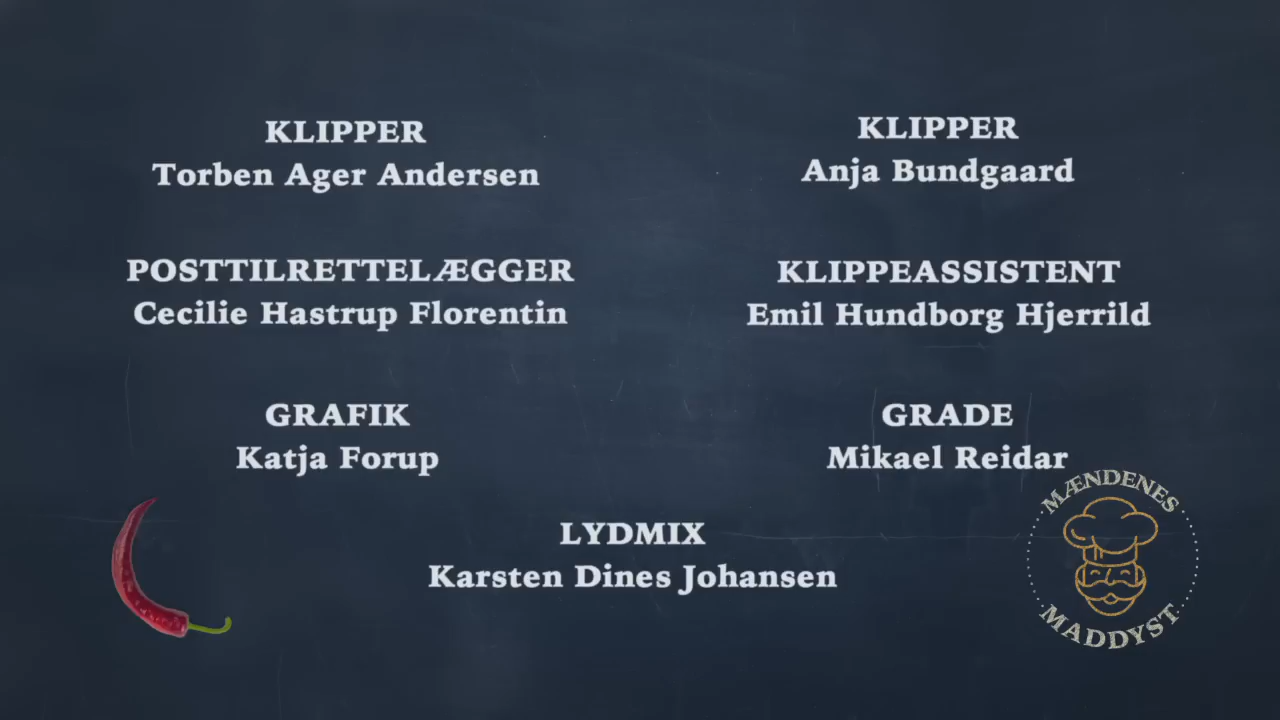 KLIPPER
Torben Ager Andersen
KLIPPER
Anja Bundgaard
POSTTILRETTELÆGGER
Cecilie Hastrup Florentin
KLIPPEASSISTENT
Emil Hundborg Hjerrild
GRAFIK
Katja Forup
GRADE
Mikael Reidar
LYDMIX
Karsten Dines Johansen
MÆNDENES
MADDYST